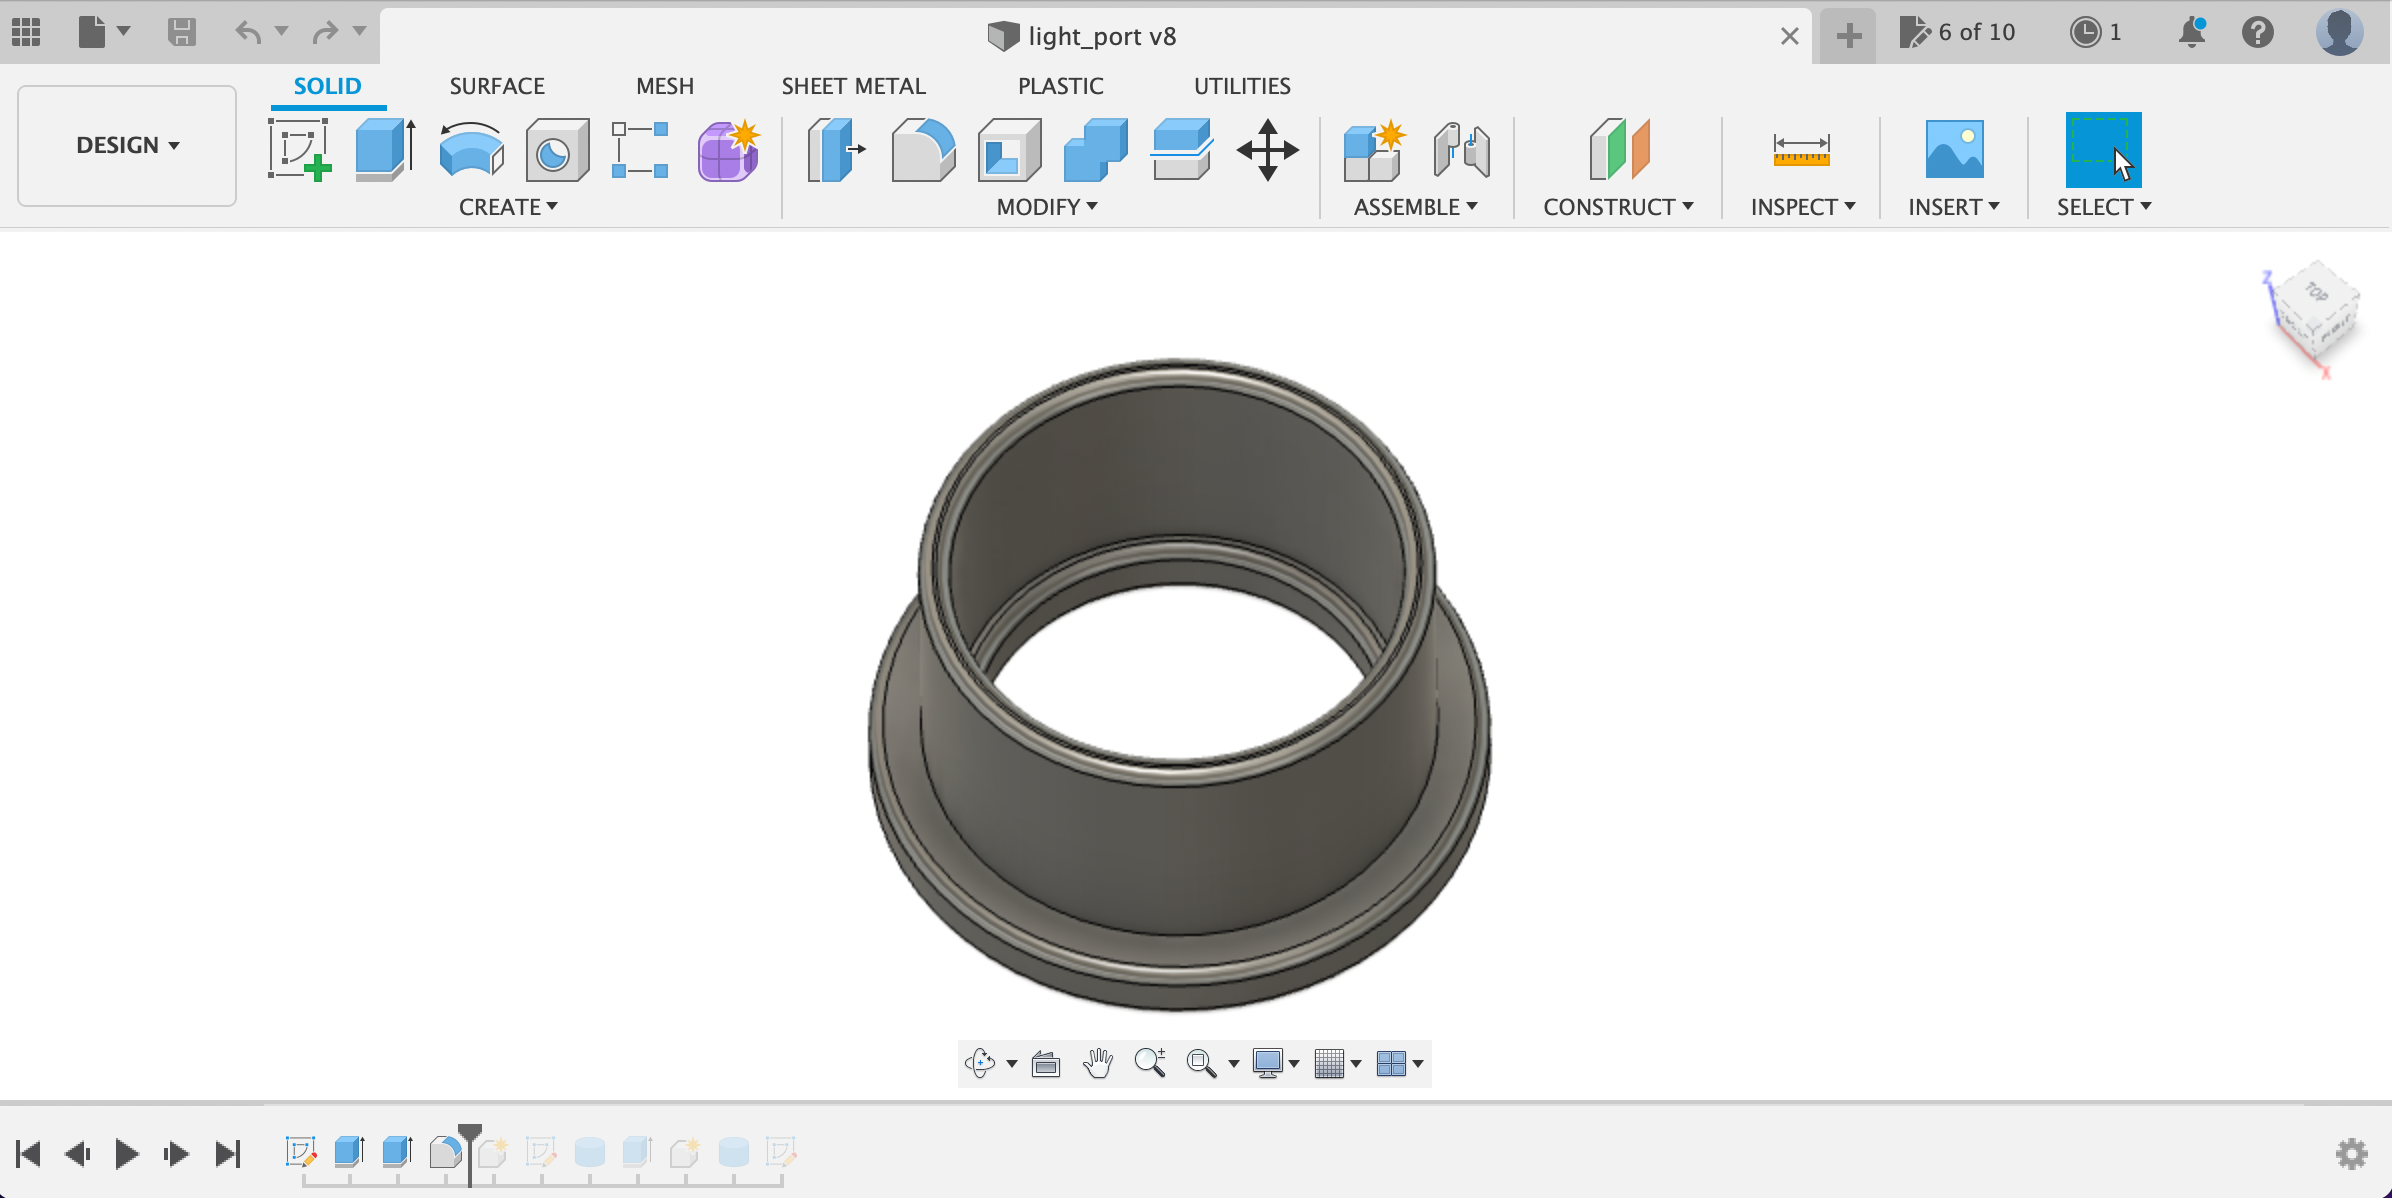 light_port v8
6 of 10
1
SOLID
SURFACE
MESH
SHEET METAL
PLASTIC
UTILITIES
DESIGN
CREATE
MODIFY
ASSEMBLE
CONSTRUCT
INSPECT
INSERT
SELECT
Z
TOP
X